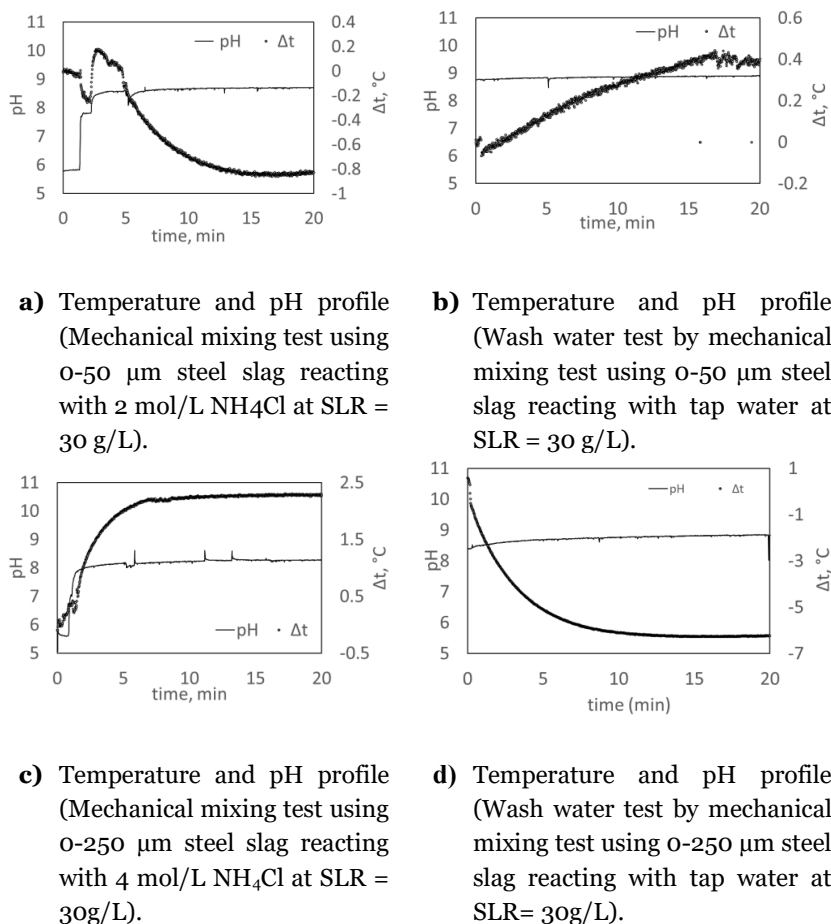 pH
Δt
11
10
9
8
7
6
5
pH
0.4
0.2
0
-0.2
-0.4
-0.6
-0.8
-1
Δt, °C
0
5
10
15
20
time, min
pH
Δt
11
10
9
8
7
6
5
pH
0.6
0.4
0.2
0
-0.2
Δt, °C
0
5
10
15
20
time, min
a) Temperature and pH profile
(Mechanical mixing test using
0-50 μm steel slag reacting
with 2 mol/L NH4Cl at SLR =
30 g/L).
b) Temperature and pH profile
(Wash water test by mechanical
mixing test using 0-50 μm steel
slag reacting with tap water at
SLR = 30 g/L).
11
10
9
8
7
6
5
pH
2.5
1.5
0.5
-0.5
Δt, °C
pH
Δt
0
5
10
15
20
time, min
11
10
9
8
7
6
5
pH
pH
Δt
1
-1
-3
-5
-7
Δt, °C
0
5
10
15
20
time (min)
c) Temperature and pH profile
(Mechanical mixing test using
0-250 μm steel slag reacting
with 4 mol/L NH₄Cl at SLR =
30g/L).
d) Temperature and pH profile
(Wash water test by mechanical
mixing test using 0-250 μm steel
slag reacting with tap water at
SLR= 30g/L).